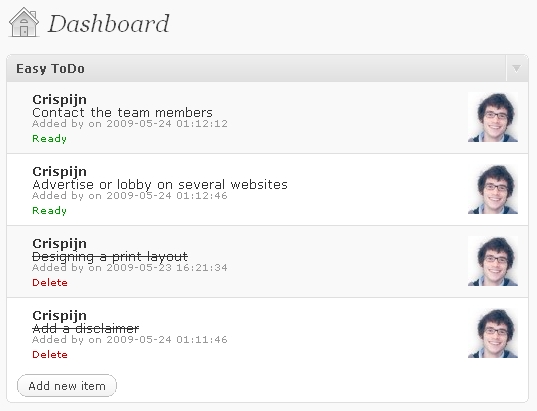 Dashboard
Easy ToDo
Crispijn
Contact the team members
Added by on 2009-05-24 01:12:12
Ready
Crispijn
Advertise or lobby on several websites
Added by on 2009-05-24 01:12:46
Ready
Crispijn
Designing a print layout
Added by on 2009-05-23 16:21:34
Delete
Crispijn
Add a disclaimer
Added by on 2009-05-24 01:11:46
Delete
Add new item